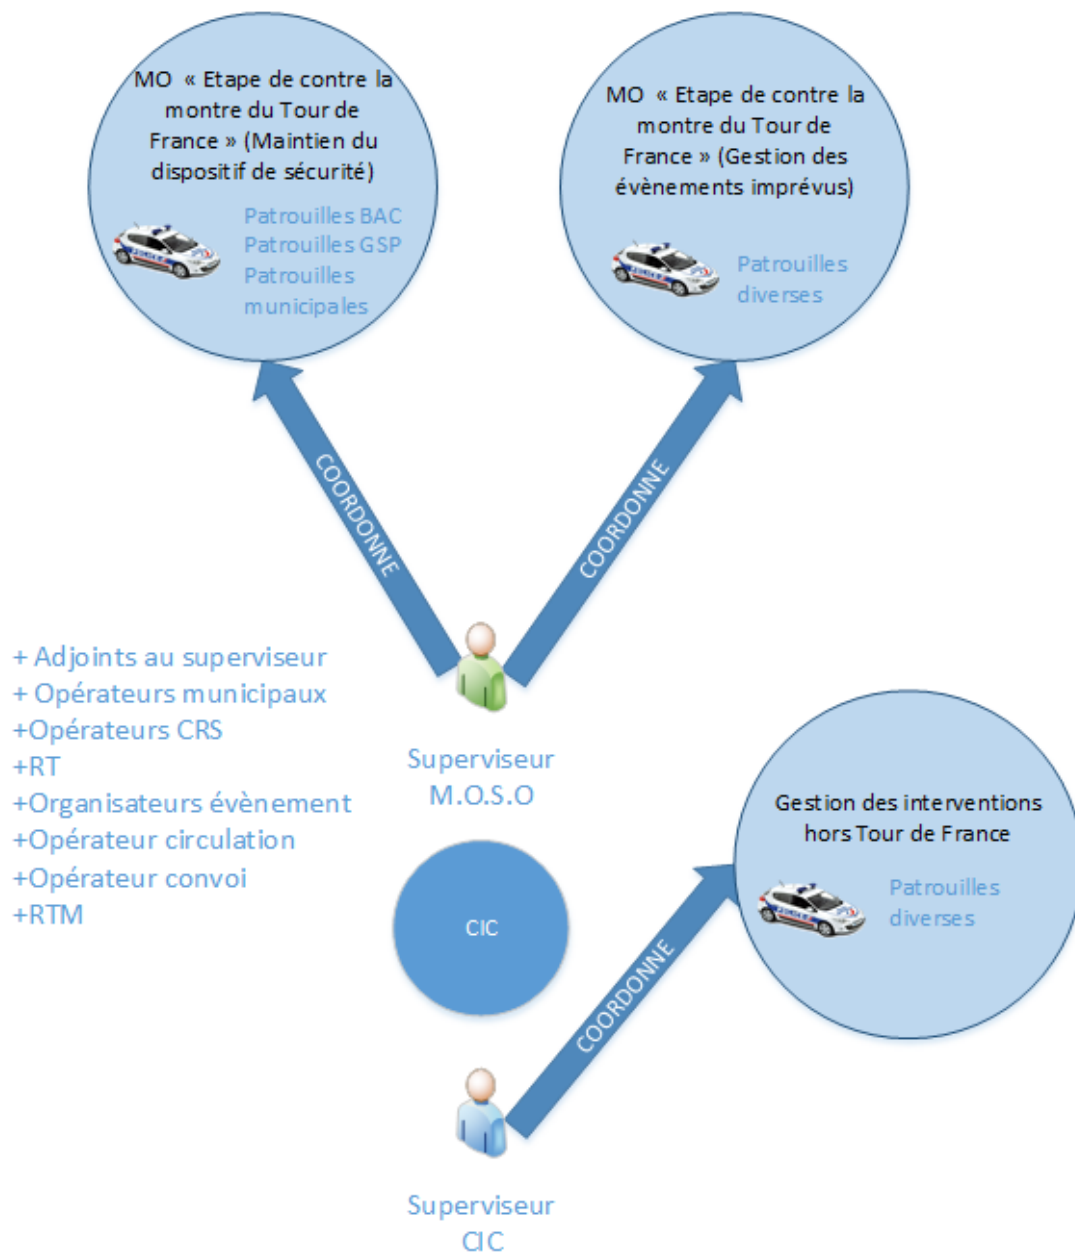 MO « Etape de contre la
montre du Tour de
France » (Maintien du
dispositif de sécurité)
Patrouilles BAC
Patrouilles GSP
Patrouilles
municipales
MO « Etape de contre la
montre du Tour de
France » (Gestion des
évènements imprévus)
Patrouilles
diverses
COORDONNE
COORDONNE
+ Adjoints au superviseur
+ Opérateurs municipaux
+Opérateurs CRS
+RT
+Organisateurs évènement
+Opérateur circulation
+Opérateur convoi
+RTM
Superviseur
M.O.S.O
CIC
Gestion des interventions
hors Tour de France
Patrouilles
diverses
COORDONNE
Superviseur
CIC